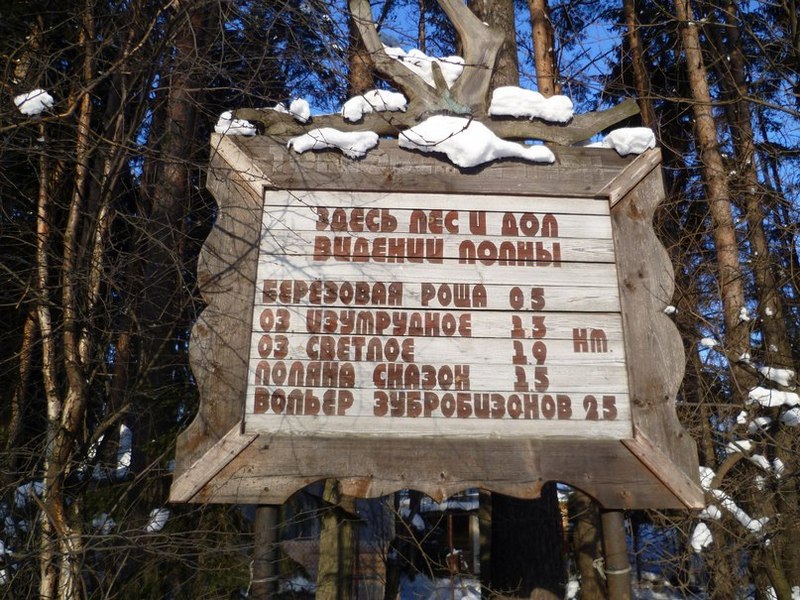 ЗДЕСЬ ЛЕС И ДОЛ
ВИДЕНИЙ ПОЛНЫ
БЕРЁЗОВАЯ РОЩА 0.5
ОЗ ИЗУМРУДНОЕ 1.3 КМ.
ОЗ СВЕТЛОЕ 1.9
ПОЛЯНА СКАЗОК 1.5
ВОЛЬЕР ЗУБРОБИЗОНОВ 2.5